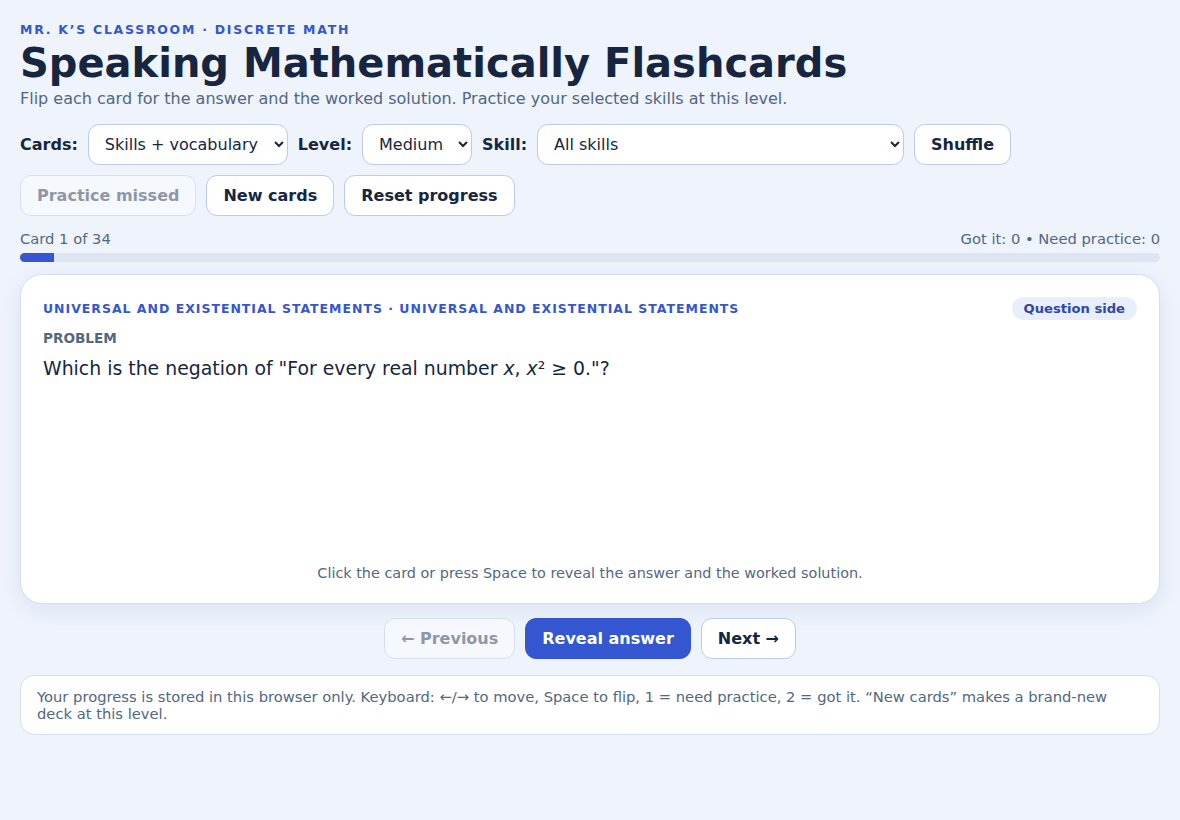 MR. K’S CLASSROOM · DISCRETE MATH
Speaking Mathematically Flashcards
Flip each card for the answer and the worked solution. Practice your selected skills at this level.
Cards: Skills + vocabulary Level: Medium Skill: All skills Shuffle
Practice missed New cards Reset progress
Card 1 of 34 Got it: 0 • Need practice: 0
UNIVERSAL AND EXISTENTIAL STATEMENTS · UNIVERSAL AND EXISTENTIAL STATEMENTS Question side
PROBLEM
Which is the negation of "For every real number x, x² ≥ 0."?
Click the card or press Space to reveal the answer and the worked solution.
← Previous Reveal answer Next →
Your progress is stored in this browser only. Keyboard: ←/→ to move, Space to flip, 1 = need practice, 2 = got it. “New cards” makes a brand-new
deck at this level.